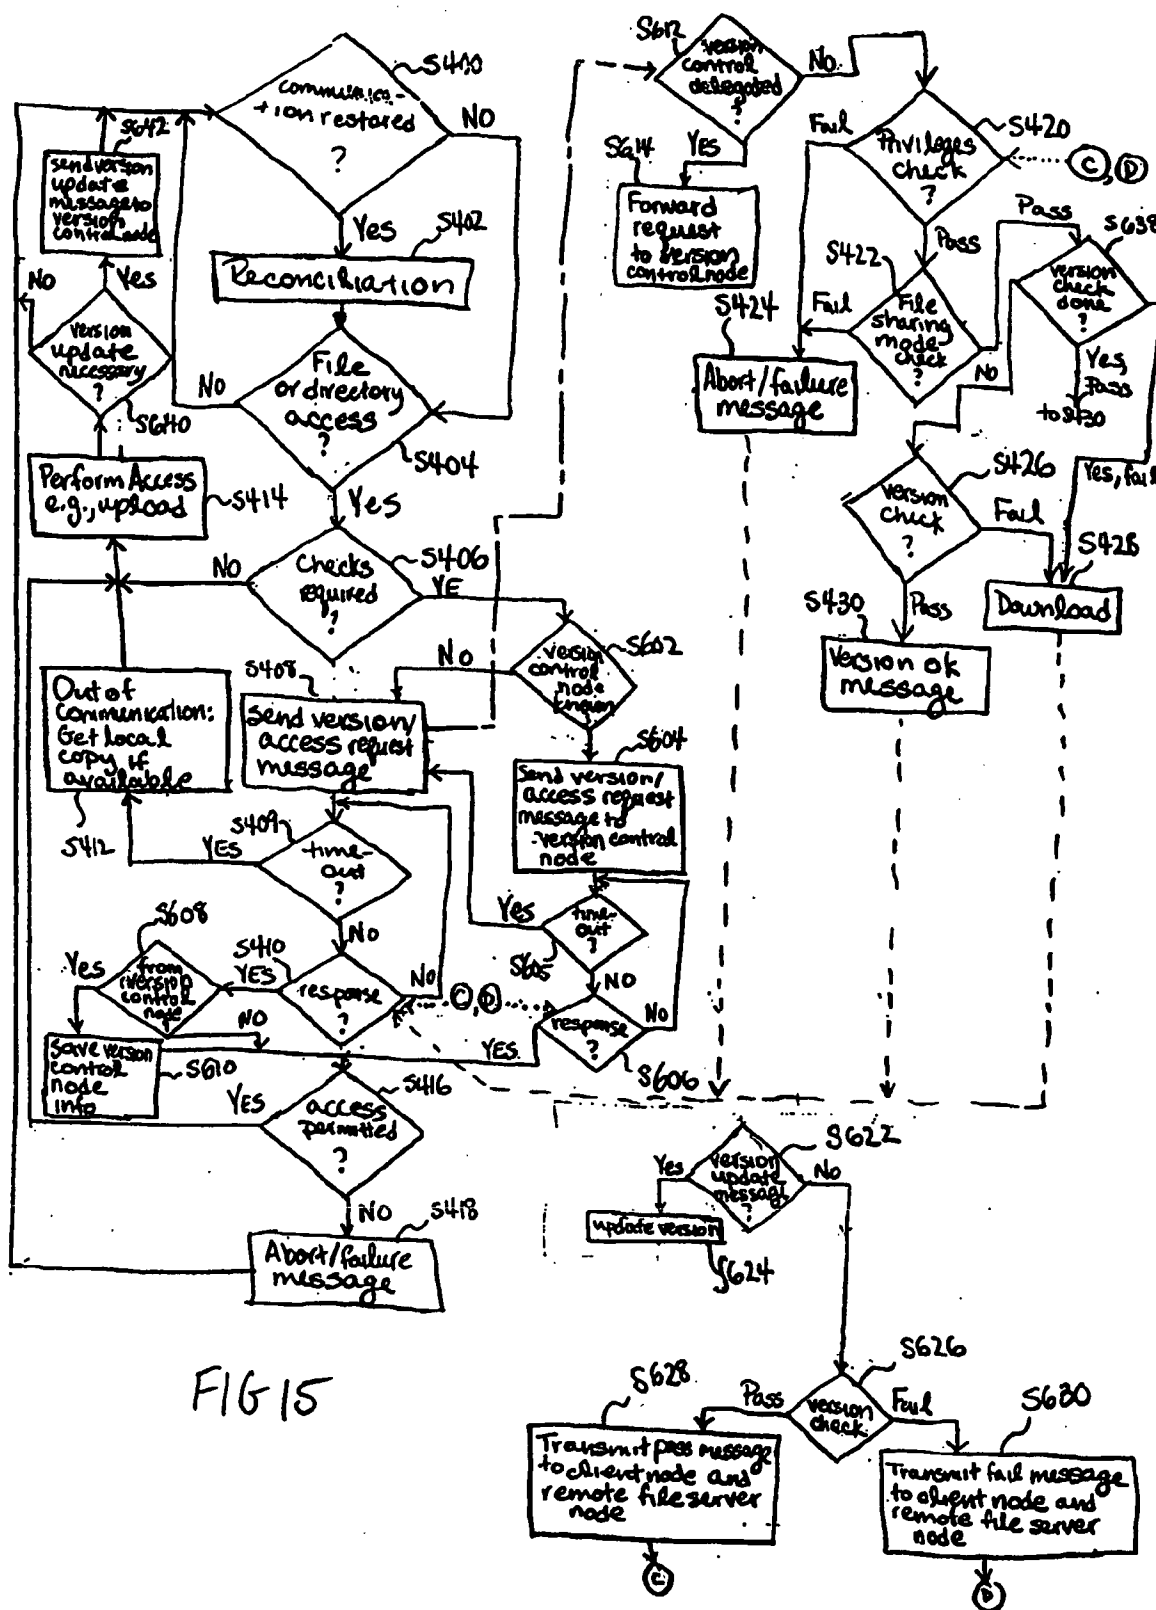 S400
communica-
tion restored
?
NO
Yes
S402
Reconciliation
File
or directory
access
?
NO
S404
Yes
S642
send version
update
message to
version
control node
NO
Yes
version
update
necessary
?
S640
Perform Access
e.g., upload
S414
S406
Checks
required
?
NO
YE
S602
version
control
node
known
NO
S408
Send version/
access request
message
Out of
communication:
Get local
copy if
available
S412
S604
Send version/
access request
message to
version control
node
S409
time-
out
?
YES
NO
Yes
time-
out
?
S605
NO
S608
from
version
control
node
Yes
NO
S410
YES
response
?
NO
C, D
response
?
NO
YES
S606
Save version
control
node
info
S610
S416
access
permitted
?
YES
NO
S418
Abort/failure
message
S612
version
control
delegated
?
NO
YES
S614
Forward
request
to version
control node
Fail
Privileges
check
?
S420
C, D
Pass
S422
File
sharing
mode
check
?
Fail
Pass
S638
version
check
done
?
No
Yes,
Pass
to S430
Yes, fail
S424
Abort/failure
message
S426
version
check
?
Fail
Pass
S428
Download
S430
Version ok
message
S622
version
update
message
?
Yes
NO
update version
S624
S626
version
check
Pass
Fail
S628
Transmit pass message
to client node and
remote file server
node
C
S630
Transmit fail message
to client node and
remote file server
node
D
FIG 15